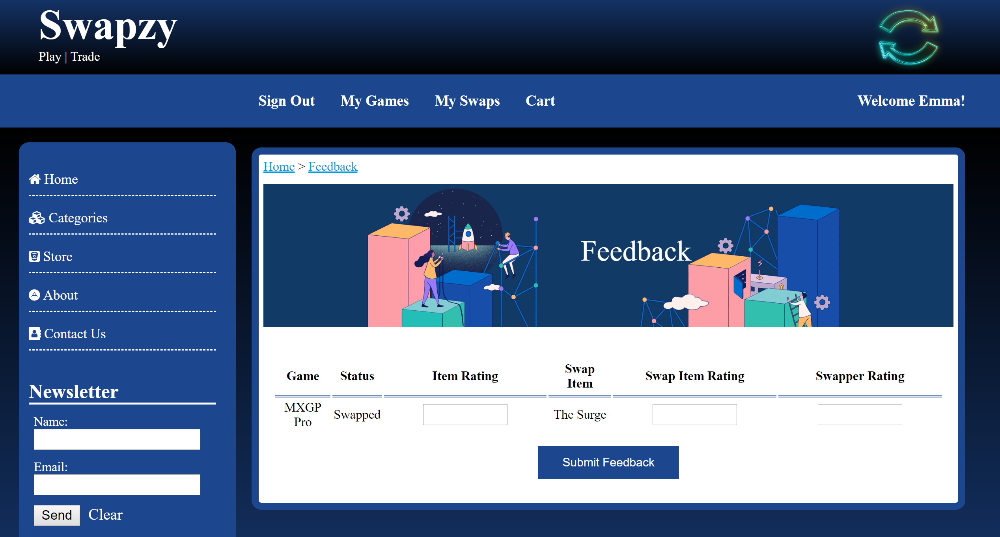 Swapzy
Play | Trade
Sign Out My Games My Swaps Cart Welcome Emma!
Home
Categories
Store
About
Contact Us
Newsletter
Name:
Email:
Send Clear
Home > Feedback
Feedback
Game Status Item Rating Swap Item Swap Item Rating Swapper Rating
MXGP Pro Swapped The Surge
Submit Feedback